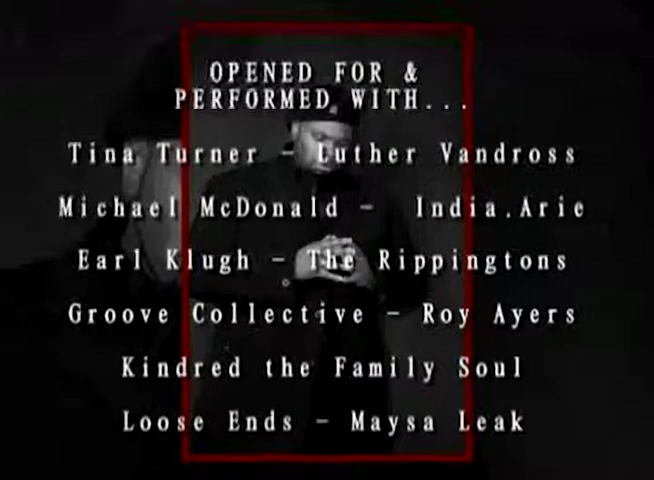 OPENED FOR &
PERFORMED WITH...
Tina Turner - Luther Vandross
Michael McDonald - India.Arie
Earl Klugh - The Rippingtons
Groove Collective - Roy Ayers
Kindred the Family Soul
Loose Ends - Maysa Leak